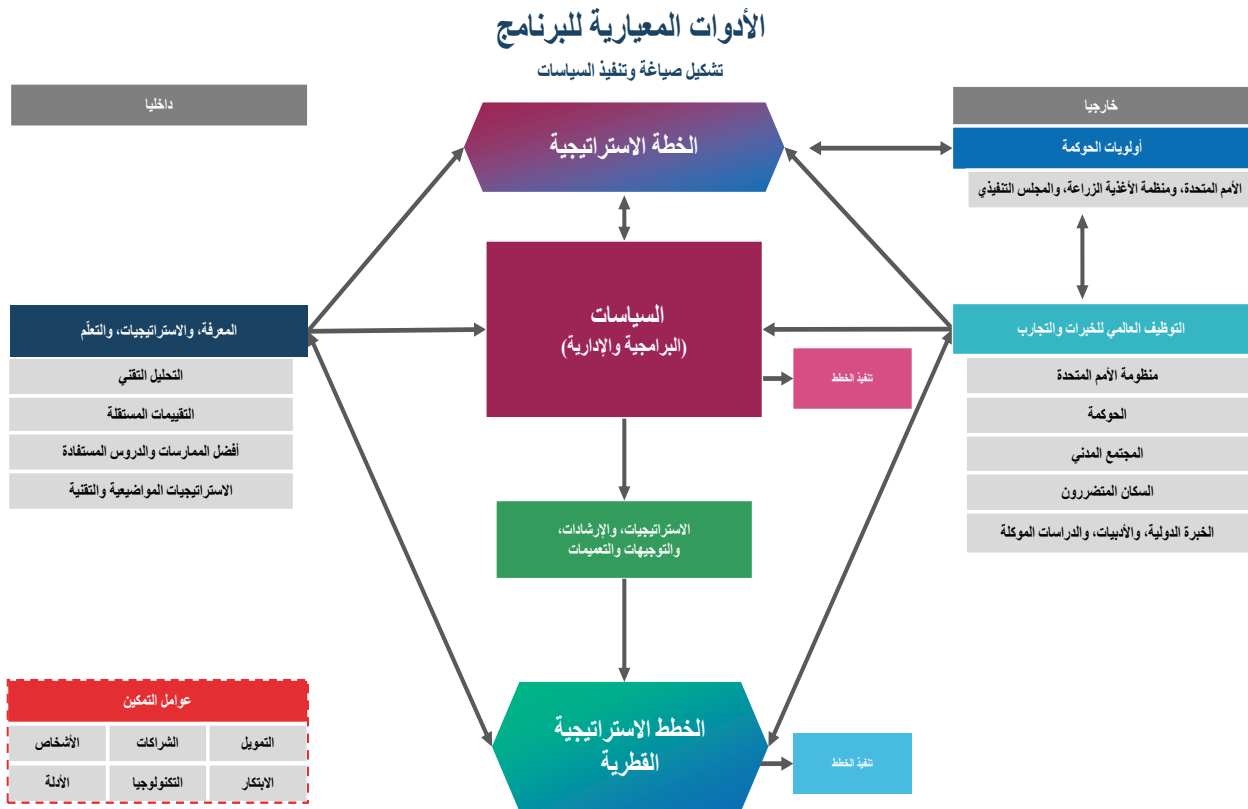 الأدوات المعيارية للبرنامج
تشكيل صياغة وتنفيذ السياسات
خارجيا
أولويات الحوكمة
الأمم المتحدة، ومنظمة الأغذية الزراعة، والمجلس التنفيذي
التوظيف العالمي للخبرات والتجارب
منظومة الأمم المتحدة
الحوكمة
المجتمع المدني
السكان المتضررون
الخبرة الدولية، والأدبيات، والدراسات الموكلة
الخطة الاستراتيجية
السياسات
(البرامجية والإدارية)
تنفيذ الخطط
الاستراتيجيات، والإرشادات،
والتوجيهات والتعميمات
الخطط الاستراتيجية
القطرية
تنفيذ الخطط
داخليا
المعرفة، والاستراتيجيات، والتعلّم
التحليل التقني
التقييمات المستقلة
أفضل الممارسات والدروس المستفادة
الاستراتيجيات المواضيعية والتقنية
عوامل التمكين
التمويل
الشراكات
الأشخاص
الابتكار
التكنولوجيا
الأدلة